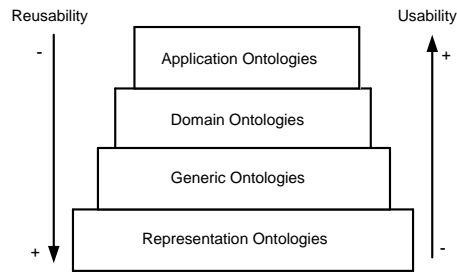 Reusability
Usability
-
+
Application Ontologies
Domain Ontologies
Generic Ontologies
Representation Ontologies
+
-